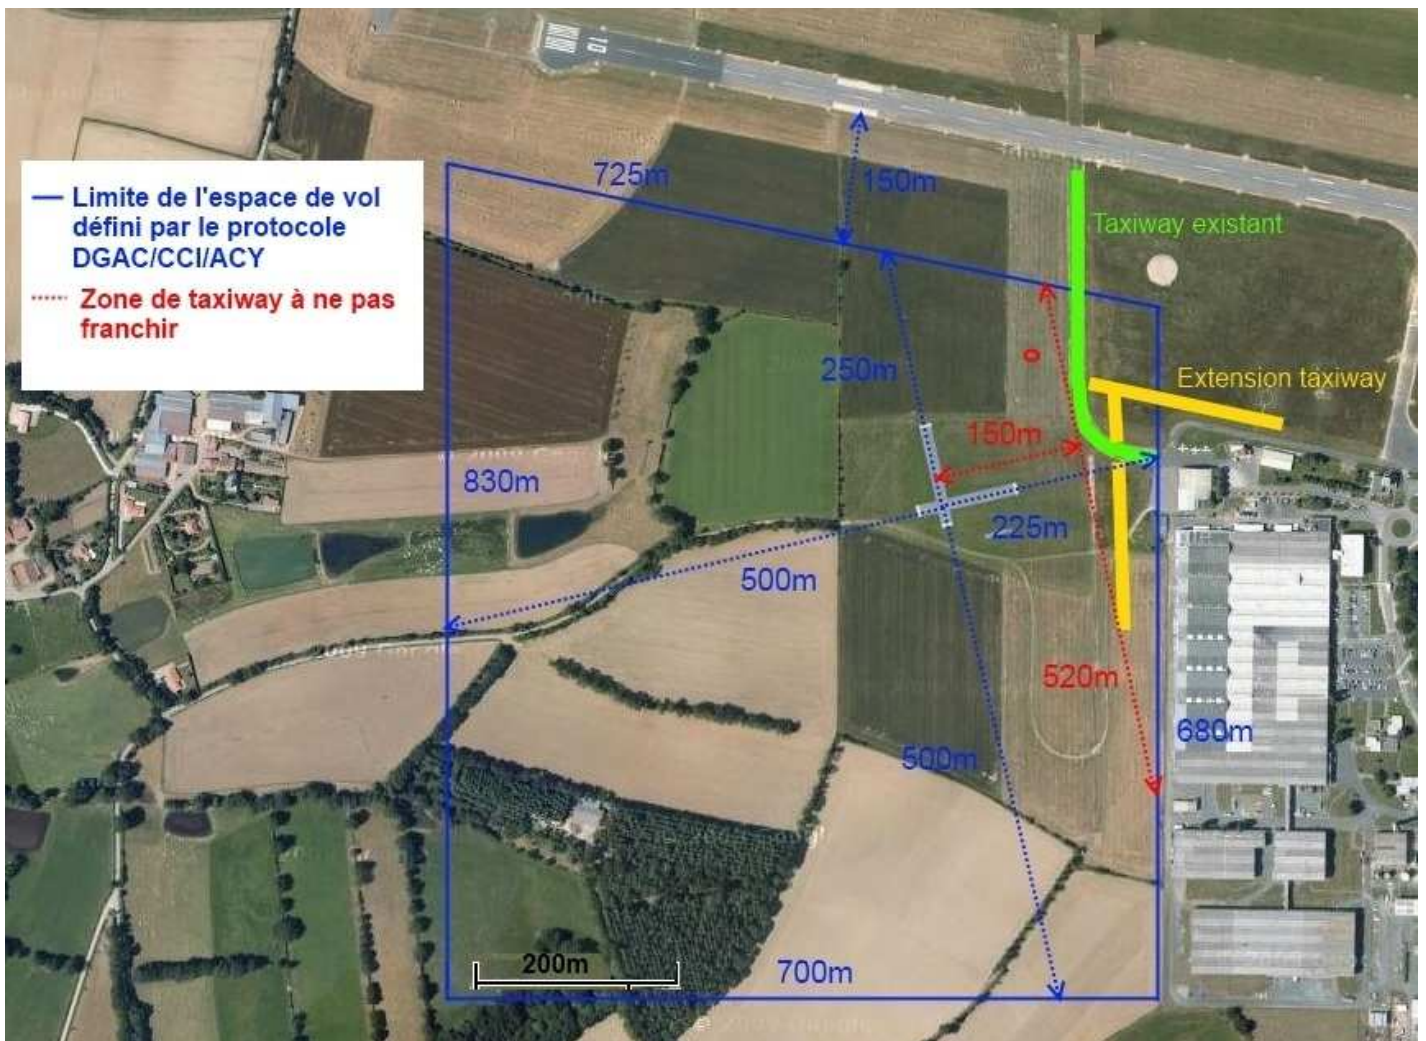 10
725m
150m
Limite de l'espace de vol
défini par le protocole
DGAC/CCI/ACY
Zone de taxiway à ne pas
franchir
Taxiway existant
250m
Extension taxiway
150m
830m
225m
500m
520m
680m
500m
200m
700m